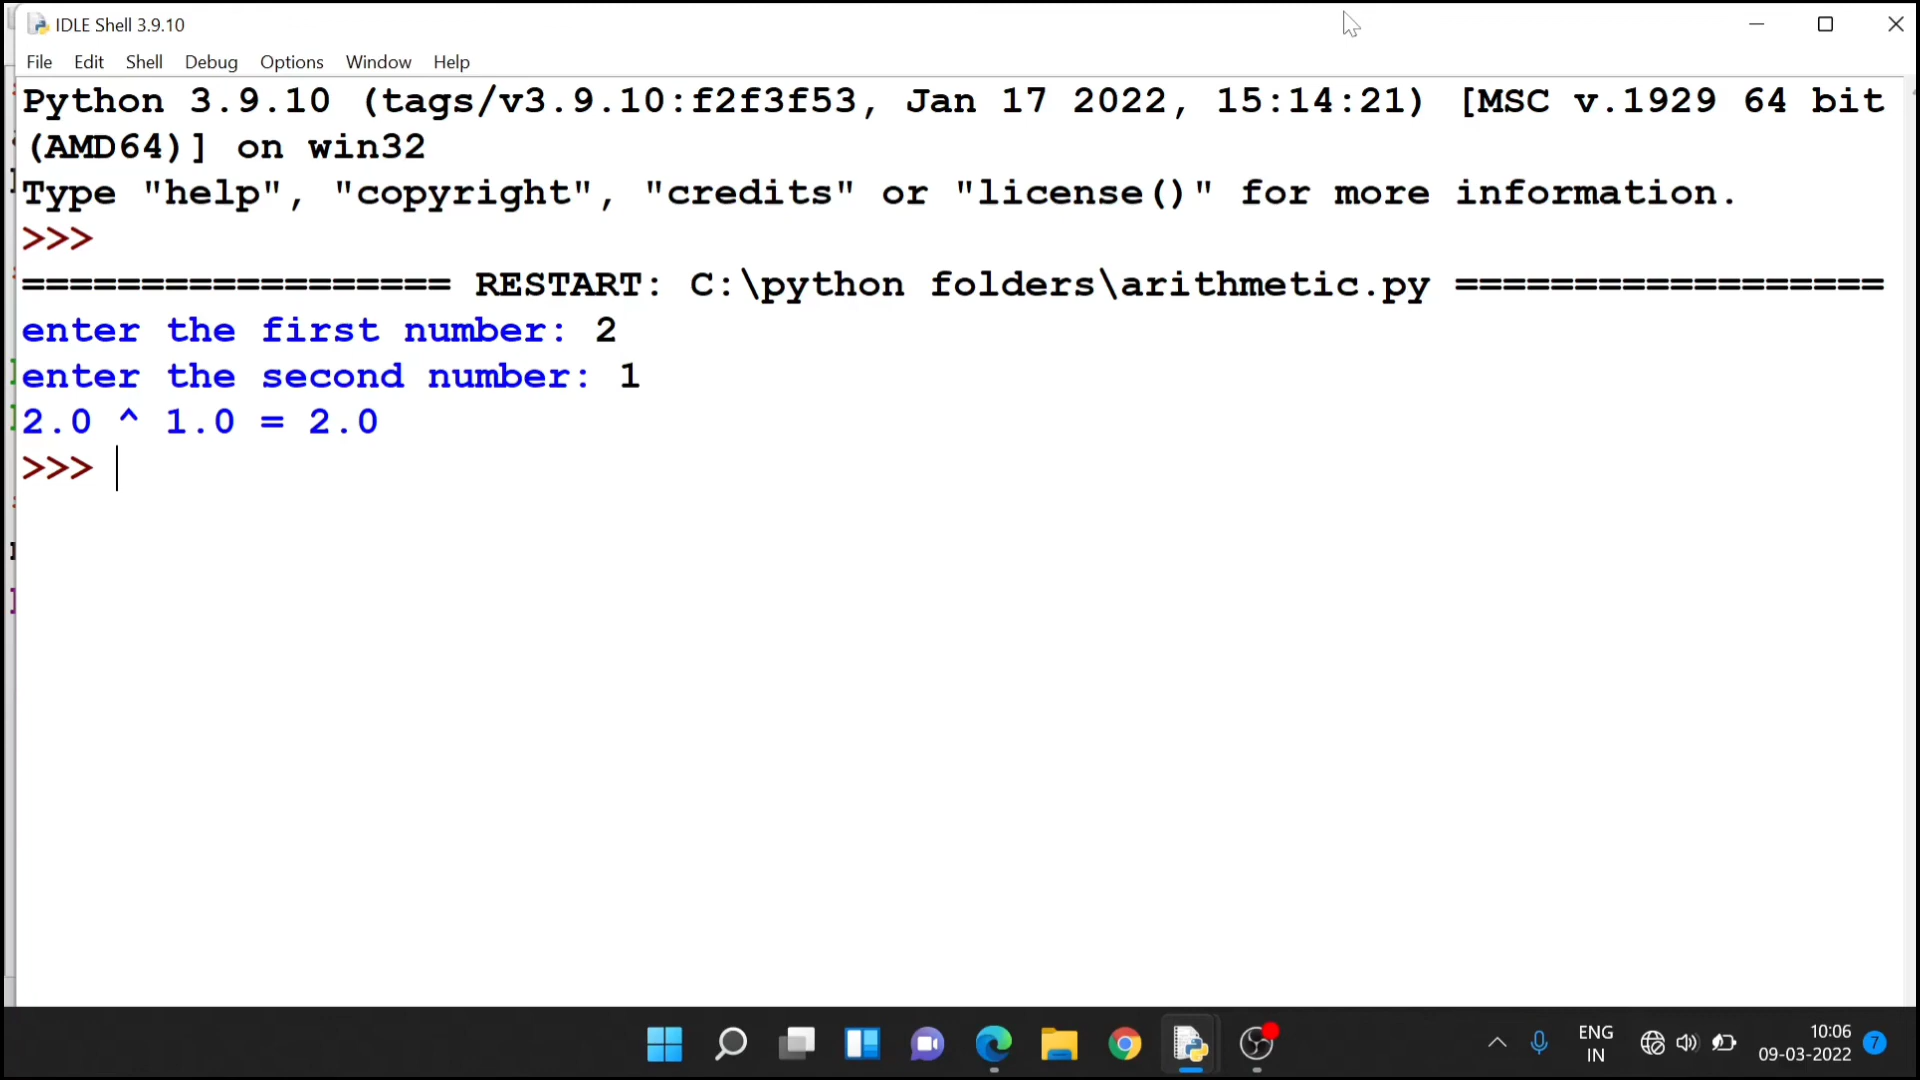 IDLE Shell 3.9.10
File Edit Shell Debug Options Window Help
Python 3.9.10 (tags/v3.9.10:f2f3f53, Jan 17 2022, 15:14:21) [MSC v.1929 64 bit
(AMD64)] on win32
Type "help", "copyright", "credits" or "license()" for more information.
>>>
================== RESTART: C:\python folders\arithmetic.py ==================
enter the first number: 2
enter the second number: 1
2.0 ^ 1.0 = 2.0
>>>
ENG 10:06
IN 09-03-2022 7